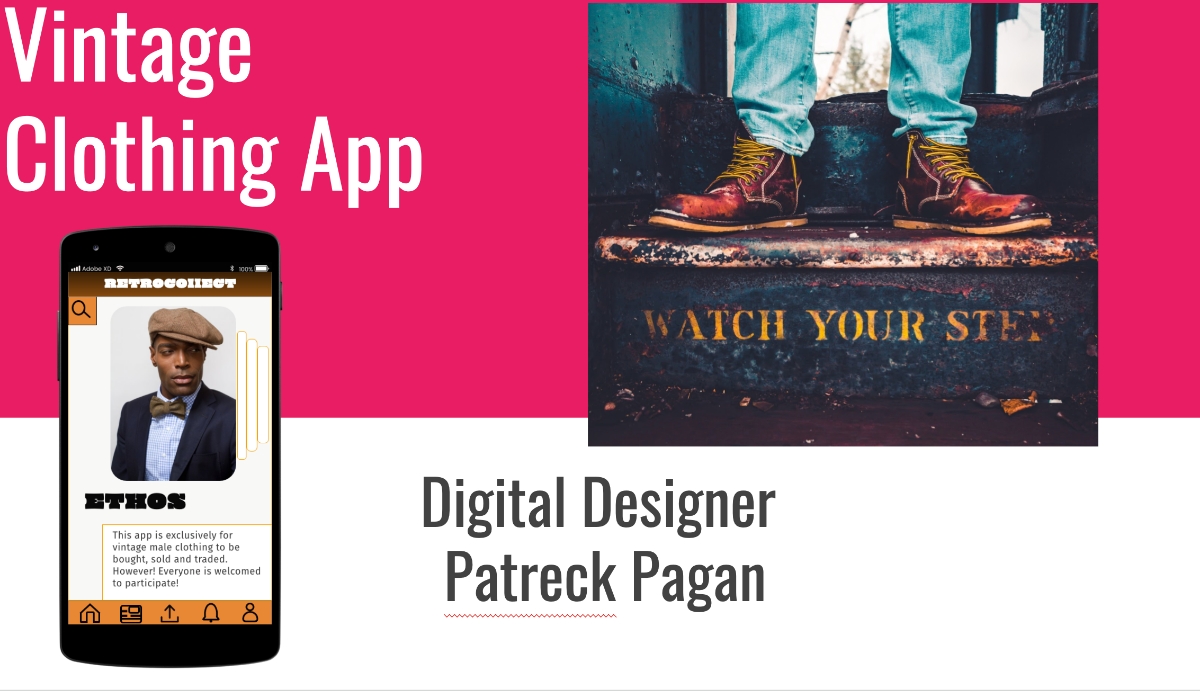 Vintage
Clothing App
WATCH YOUR STEP
Adobe XD
100%
RETROCOllECT
ETHOS
This app is exclusively for
vintage male clothing to be
bought, sold and traded.
However! Everyone is welcomed
to participate!
Digital Designer
Patreck Pagan